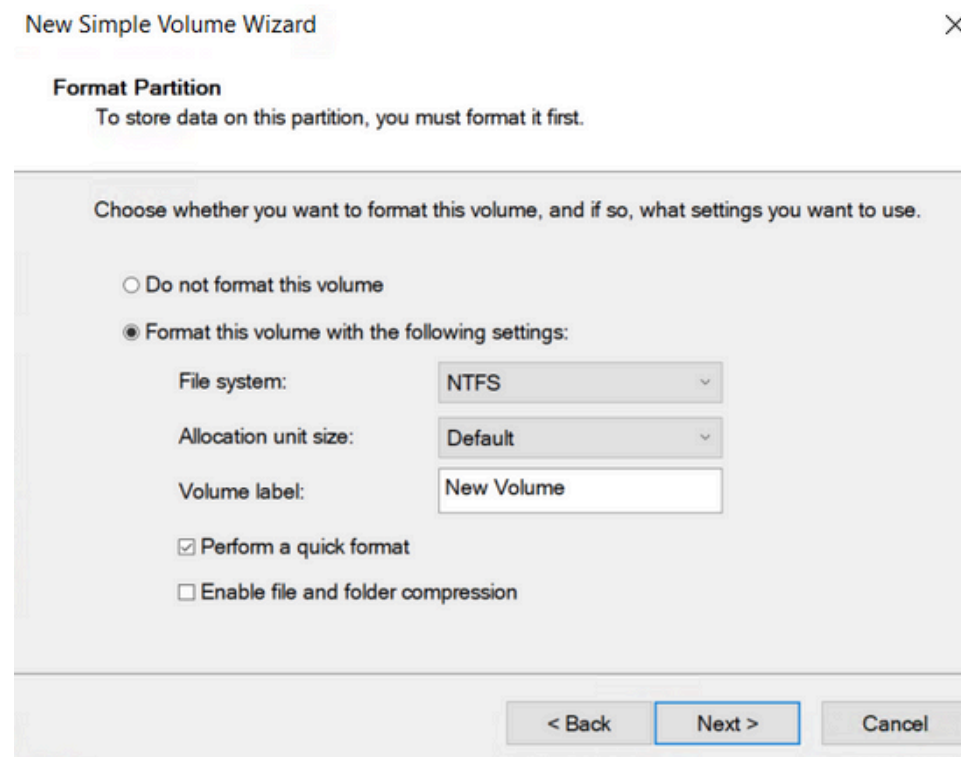 New Simple Volume Wizard
Format Partition
To store data on this partition, you must format it first.
Choose whether you want to format this volume, and if so, what settings you want to use.
Do not format this volume
Format this volume with the following settings:
File system: NTFS
Allocation unit size: Default
Volume label: New Volume
Perform a quick format
Enable file and folder compression
< Back Next > Cancel